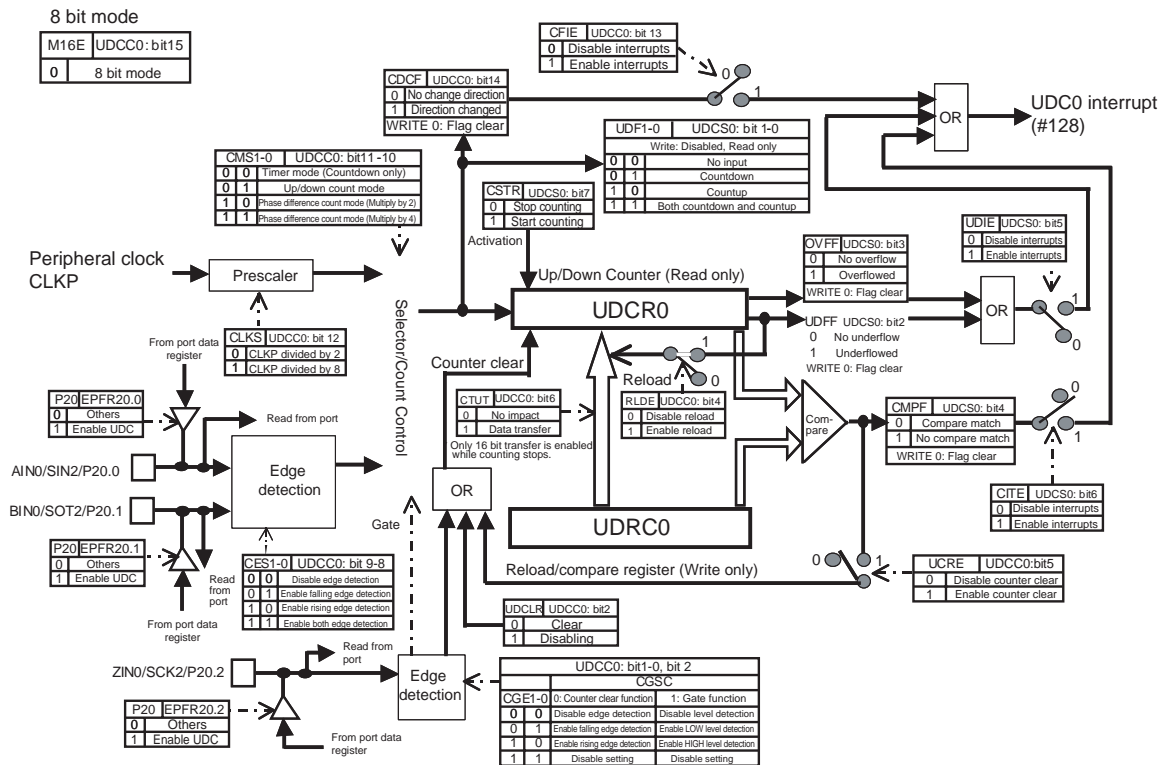 8 bit mode
M16E UDCC0: bit15
0 8 bit mode
CFIE UDCC0: bit 13
0 Disable interrupts
1 Enable interrupts
0
1
CDCF UDCC0: bit14
0 No change direction
1 Direction changed
WRITE 0: Flag clear
OR
UDC0 interrupt
(#128)
UDF1-0 UDCS0: bit 1-0
Write: Disabled, Read only
0 0 No input
0 1 Countdown
1 0 Countup
1 1 Both countdown and countup
CMS1-0 UDCC0: bit11 -10
0 0 Timer mode (Countdown only)
0 1 Up/down count mode
1 0 Phase difference count mode (Multiply by 2)
1 1 Phase difference count mode (Multiply by 4)
CSTR UDCS0: bit7
0 Stop counting
1 Start counting
Activation
UDIE UDCS0: bit5
0 Disable interrupts
1 Enable interrupts
OVFF UDCS0: bit3
0 No overflow
1 Overflowed
WRITE 0: Flag clear
Peripheral clock
CLKP
Prescaler
Up/Down Counter (Read only)
UDCR0
OR
1
0
UDFF UDCS0: bit2
0 No underflow
1 Underflowed
WRITE 0: Flag clear
Selector/Count Control
CLKS UDCC0: bit 12
0 CLKP divided by 2
1 CLKP divided by 8
From port data
register
Counter clear
1
Reload
0
P20 EPFR20.0
0 Others
1 Enable UDC
Read from port
CTUT UDCC0: bit6
0 No impact
1 Data transfer
Only 16 bit transfer is enabled
while counting stops.
RLDE UDCC0: bit4
0 Disable reload
1 Enable reload
Com-
pare
CMPF UDCS0: bit4
0 Compare match
1 No compare match
WRITE 0: Flag clear
0
1
AIN0/SIN2/P20.0
Edge
detection
BIN0/SOT2/P20.1
OR
Gate
UDRC0
CITE UDCS0: bit6
0 Disable interrupts
1 Enable interrupts
P20 EPFR20.1
0 Others
1 Enable UDC
Read
from
port
From port data
register
CES1-0 UDCC0: bit 9-8
0 0 Disable edge detection
0 1 Enable falling edge detection
1 0 Enable rising edge detection
1 1 Enable both edge detection
Reload/compare register (Write only)
0
1
UCRE UDCC0:bit5
0 Disable counter clear
1 Enable counter clear
UDCLR UDCC0: bit2
0 Clear
1 Disabling
Read from
port
ZIN0/SCK2/P20.2
Edge
detection
P20 EPFR20.2
0 Others
1 Enable UDC
From port data
register
UDCC0: bit1-0, bit 2
CGSC
CGE1-0 0: Counter clear function 1: Gate function
0 0 Disable edge detection Disable level detection
0 1 Enable falling edge detection Enable LOW level detection
1 0 Enable rising edge detection Enable HIGH level detection
1 1 Disable setting Disable setting